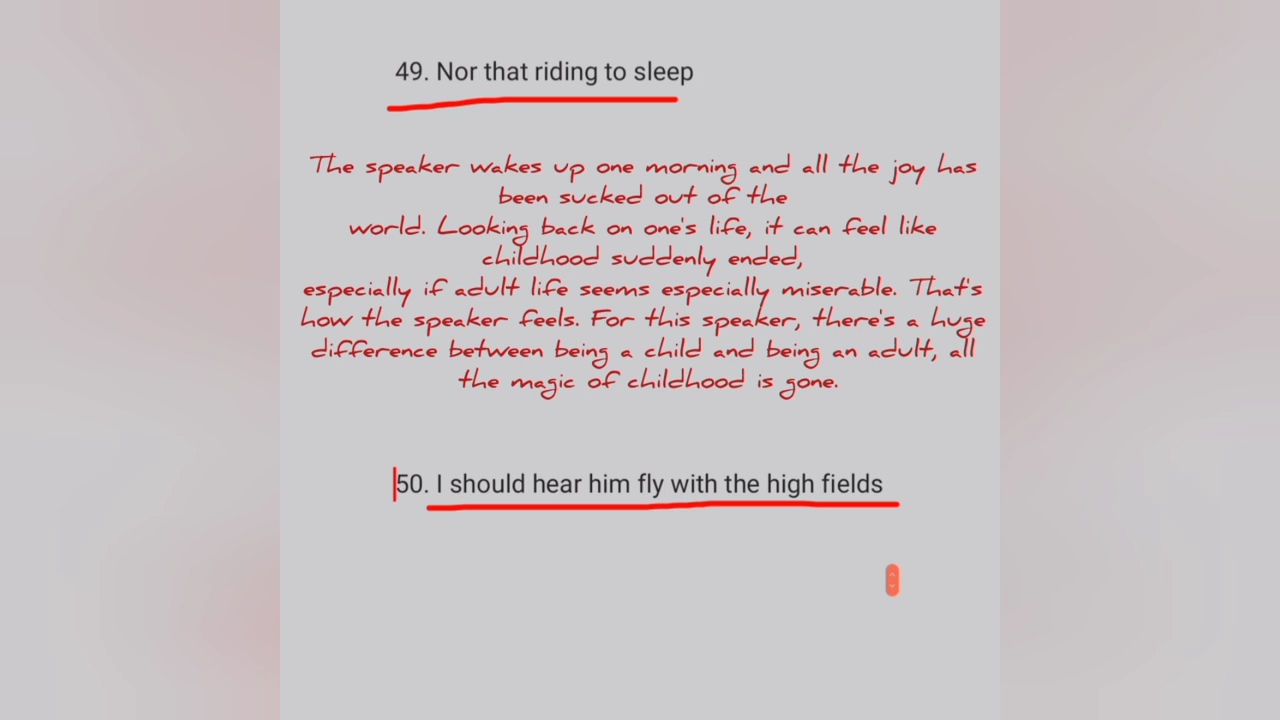 49. Nor that riding to sleep
The speaker wakes up one morning and all the joy has
been sucked out of the
world. Looking back on one's life, it can feel like
childhood suddenly ended,
especially if adult life seems especially miserable. That's
how the speaker feels. For this speaker, there's a huge
difference between being a child and being an adult, all
the magic of childhood is gone.
50. I should hear him fly with the high fields